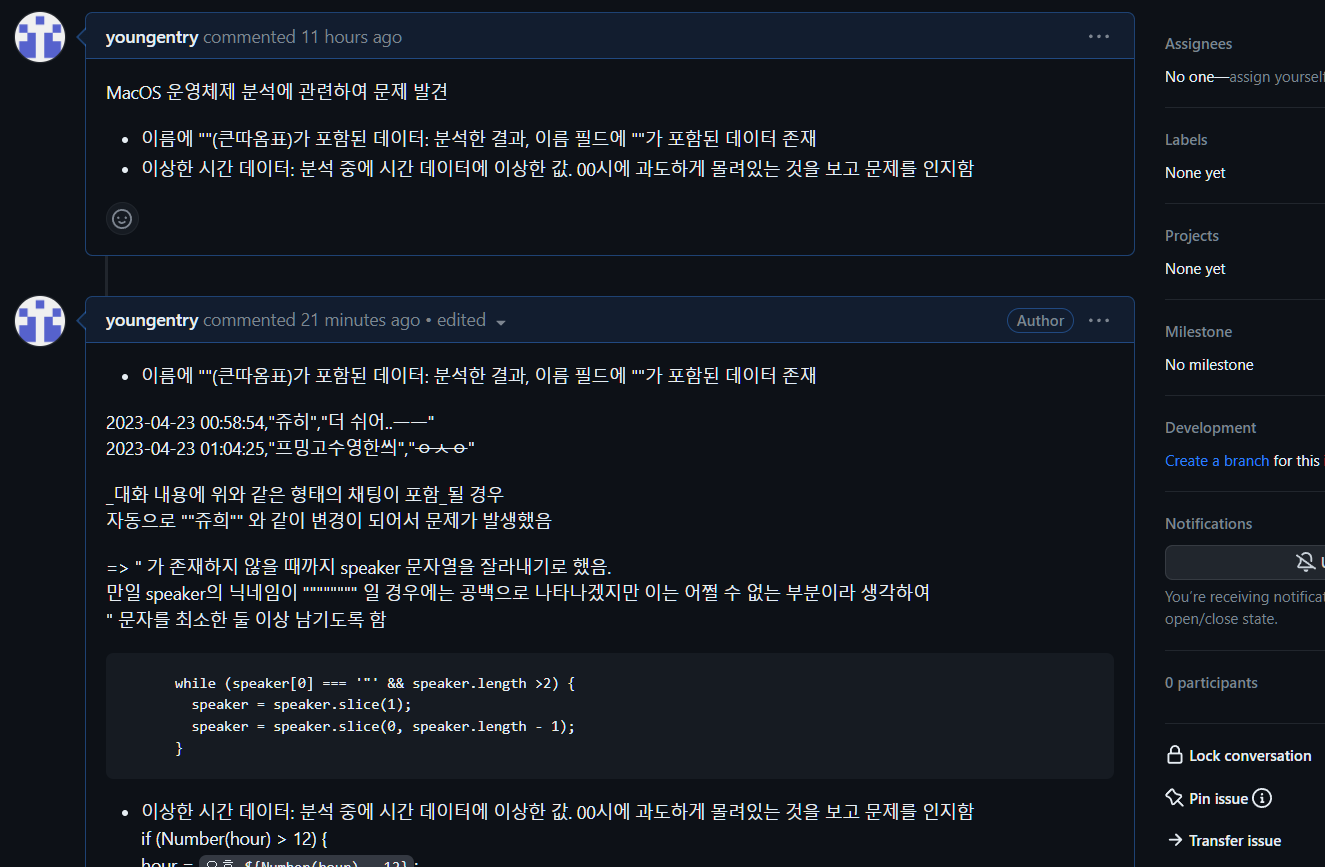 youngentry commented 11 hours ago
MacOS 운영체제 분석에 관련하여 문제 발견
이름에 ""(큰따옴표)가 포함된 데이터: 분석한 결과, 이름 필드에 ""가 포함된 데이터 존재
이상한 시간 데이터: 분석 중에 시간 데이터에 이상한 값. 00시에 과도하게 몰려있는 것을 보고 문제를 인지함
youngentry commented 21 minutes ago • edited
Author
이름에 ""(큰따옴표)가 포함된 데이터: 분석한 결과, 이름 필드에 ""가 포함된 데이터 존재
2023-04-23 00:58:54,"쥬히","더 쉬어..ㅡㅡ"
2023-04-23 01:04:25,"프밍고수영한씌","ㅇㅅㅇ"
_대화 내용에 위와 같은 형태의 채팅이 포함_될 경우
자동으로 ""쥬희"" 와 같이 변경이 되어서 문제가 발생했음
=> " 가 존재하지 않을 때까지 speaker 문자열을 잘라내기로 했음.
만일 speaker의 닉네임이 """""""" 일 경우에는 공백으로 나타나겠지만 이는 어쩔 수 없는 부분이라 생각하여
" 문자를 최소한 둘 이상 남기도록 함
while (speaker[0] === '"' && speaker.length >2) {
speaker = speaker.slice(1);
speaker = speaker.slice(0, speaker.length - 1);
}
이상한 시간 데이터: 분석 중에 시간 데이터에 이상한 값. 00시에 과도하게 몰려있는 것을 보고 문제를 인지함
if (Number(hour) > 12) {
hour = 오후 ${Number(hour) - 12};
Assignees
No one—assign yourself
Labels
None yet
Projects
None yet
Milestone
No milestone
Development
Create a branch for this
Notifications
You're receiving notificat
open/close state.
0 participants
Lock conversation
Pin issue
Transfer issue